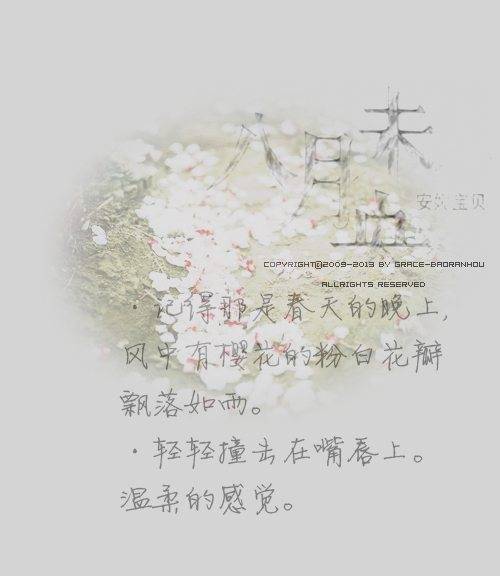 八月未央
安妮宝贝
COPYRIGHT©2009-2013 BY GRACE-BAORANHOU
ALLRIGHTS RESERVED
·记得那是春天的晚上,
风中有樱花的粉白花瓣
飘落如雨。
·轻轻撞击在嘴唇上。
温柔的感觉。